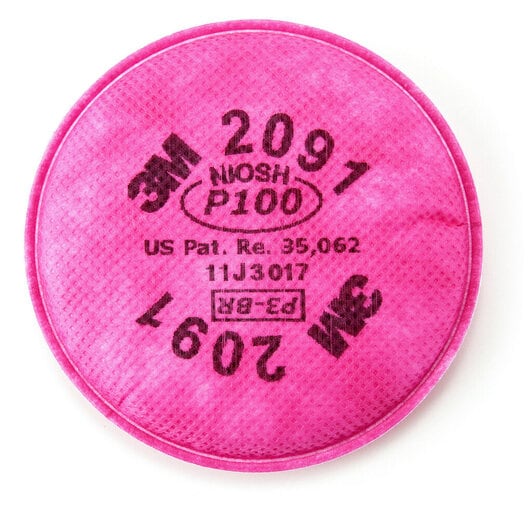 3M 2091
NIOSH
P100
US Pat. Re. 35,062
11J3017
P3-BR
3M 2091